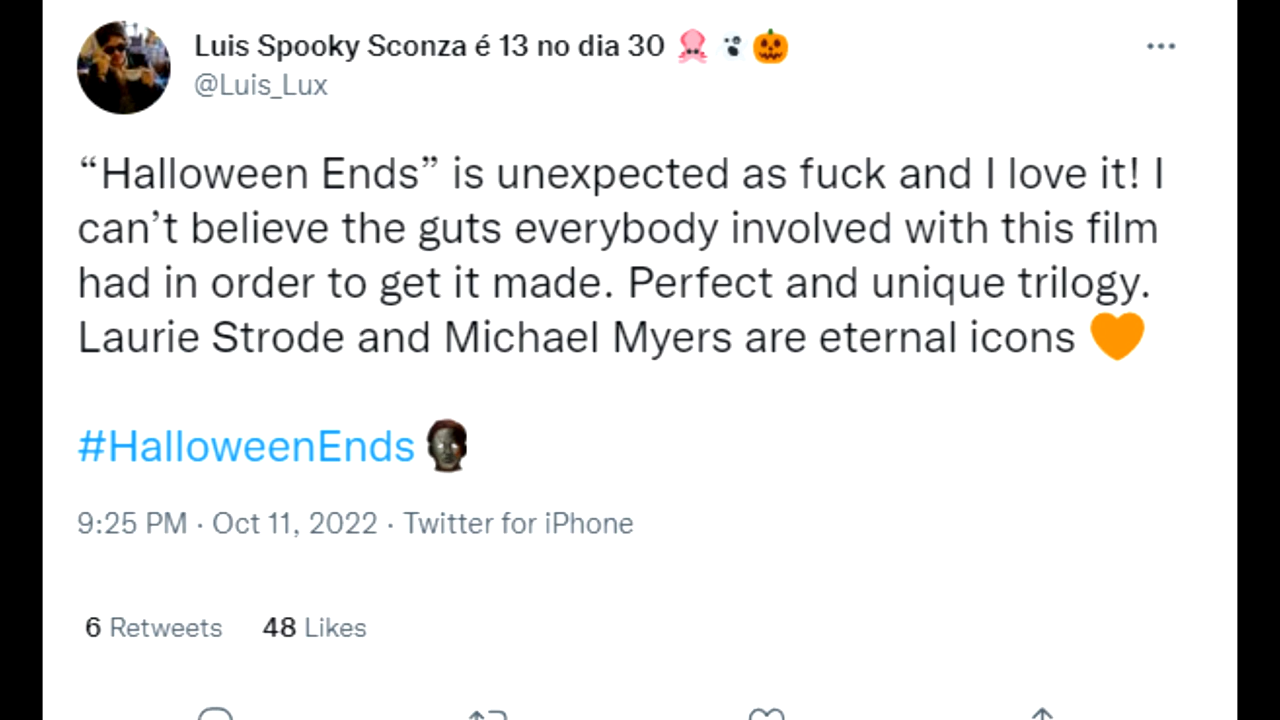 Luis Spooky Sconza é 13 no dia 30 🎃
@Luis_Lux
“Halloween Ends” is unexpected as fuck and I love it! I
can’t believe the guts everybody involved with this film
had in order to get it made. Perfect and unique trilogy.
Laurie Strode and Michael Myers are eternal icons 🧡
#HalloweenEnds
9:25 PM · Oct 11, 2022 · Twitter for iPhone
6 Retweets 48 Likes